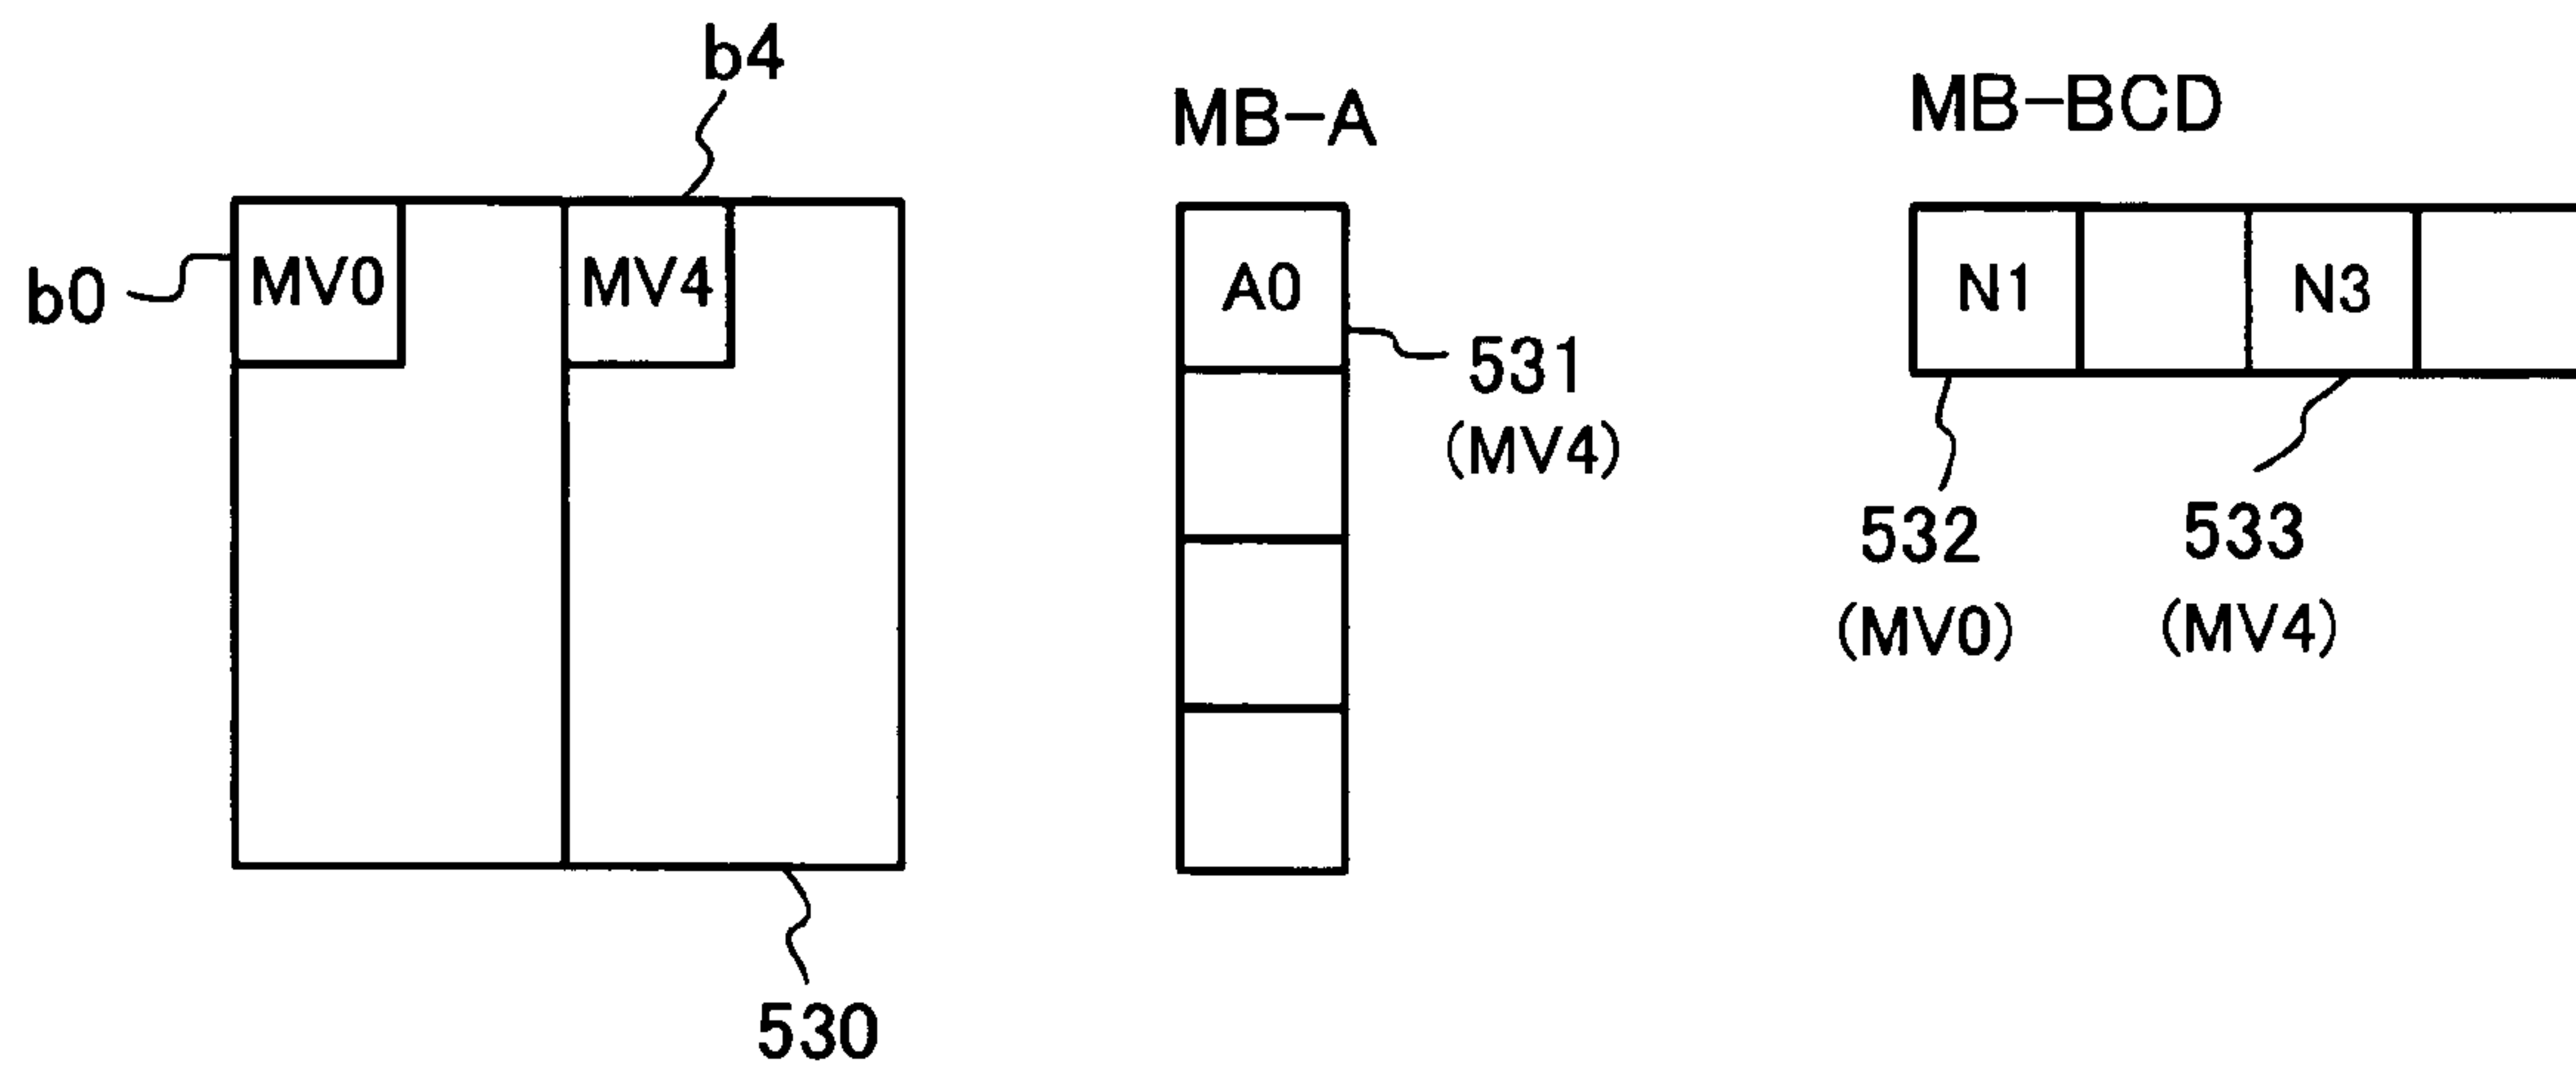 b4
MB-A
MB-BCD
b0
MV0
MV4
A0
N1
N3
531
(MV4)
532
(MV0)
533
(MV4)
530